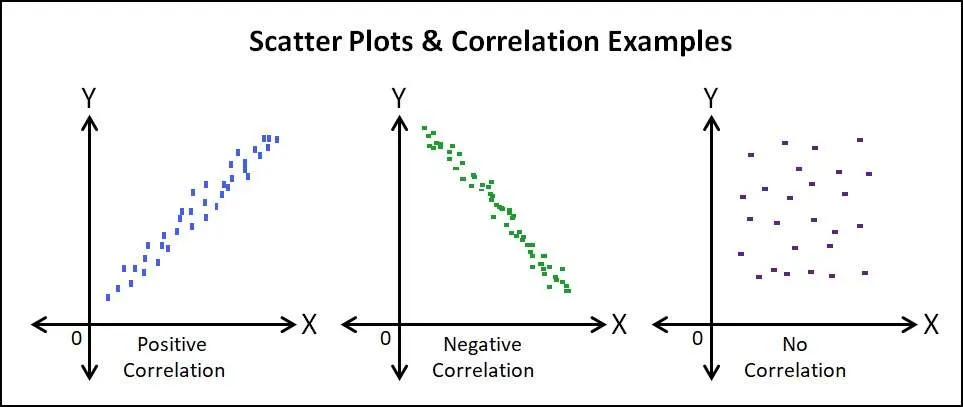 Scatter Plots & Correlation Examples
Y
X
0
Positive
Correlation
Y
X
0
Negative
Correlation
Y
X
0
No
Correlation